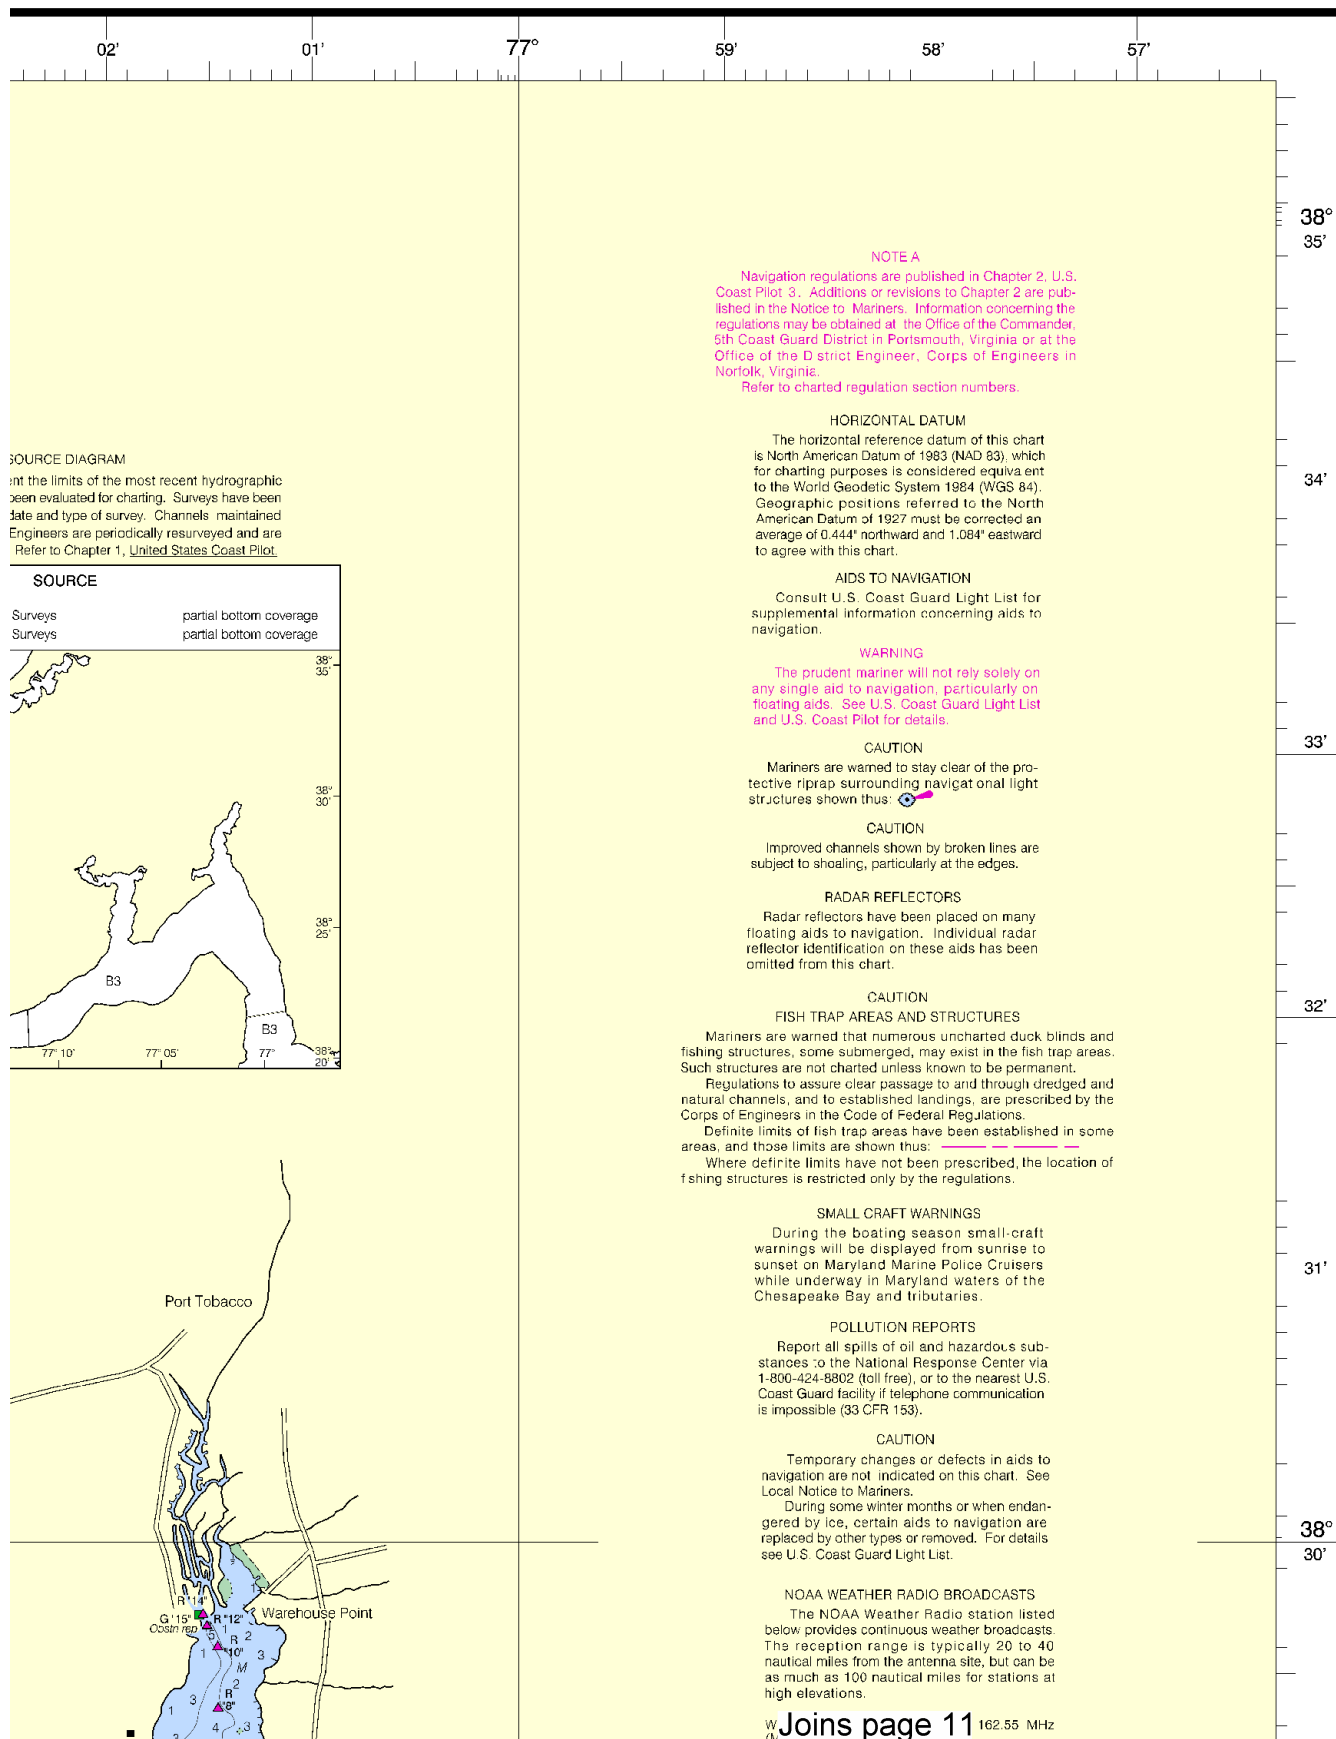 02'
01'
77°
59'
58'
57'
38°
35'
34'
33'
32'
31'
38°
30'
NOTE A
Navigation regulations are published in Chapter 2, U.S.
Coast Pilot 3. Additions or revisions to Chapter 2 are pub-
lished in the Notice to Mariners. Information concerning the
regulations may be obtained at the Office of the Commander,
5th Coast Guard District in Portsmouth, Virginia or at the
Office of the D strict Engineer, Corps of Engineers in
Norfolk, Virginia.
Refer to charted regulation section numbers.
HORIZONTAL DATUM
The horizontal reference datum of this chart
is North American Datum of 1983 (NAD 83), which
for charting purposes is considered equiva ent
to the World Geodetic System 1984 (WGS 84).
Geographic positions referred to the North
American Datum of 1927 must be corrected an
average of 0.444" northward and 1.084" eastward
to agree with this chart.
AIDS TO NAVIGATION
Consult U.S. Coast Guard Light List for
supplemental information concerning aids to
navigation.
WARNING
The prudent mariner will not rely solely on
any single aid to navigation, particularly on
floating aids. See U.S. Coast Guard Light List
and U.S. Coast Pilot for details.
CAUTION
Mariners are warned to stay clear of the pro-
tective riprap surrounding navigat onal light
structures shown thus:
CAUTION
Improved channels shown by broken lines are
subject to shoaling, particularly at the edges.
RADAR REFLECTORS
Radar reflectors have been placed on many
floating aids to navigation. Individual radar
reflector identification on these aids has been
omitted from this chart.
CAUTION
FISH TRAP AREAS AND STRUCTURES
Mariners are warned that numerous uncharted duck blinds and
fishing structures, some submerged, may exist in the fish trap areas.
Such structures are not charted unless known to be permanent.
Regulations to assure clear passage to and through dredged and
natural channels, and to established landings, are prescribed by the
Corps of Engineers in the Code of Federal Regulations.
Definite limits of fish trap areas have been established in some
areas, and those limits are shown thus:
Where definite limits have not been prescribed, the location of
f shing structures is restricted only by the regulations.
SMALL CRAFT WARNINGS
During the boating season small-craft
warnings will be displayed from sunrise to
sunset on Maryland Marine Police Cruisers
while underway in Maryland waters of the
Chesapeake Bay and tributaries.
POLLUTION REPORTS
Report all spills of oil and hazardous sub-
stances to the National Response Center via
1-800-424-8802 (toll free), or to the nearest U.S.
Coast Guard facility if telephone communication
is impossible (33 CFR 153).
CAUTION
Temporary changes or defects in aids to
navigation are not indicated on this chart. See
Local Notice to Mariners.
During some winter months or when endan-
gered by ice, certain aids to navigation are
replaced by other types or removed. For details
see U.S. Coast Guard Light List.
NOAA WEATHER RADIO BROADCASTS
The NOAA Weather Radio station listed
below provides continuous weather broadcasts.
The reception range is typically 20 to 40
nautical miles from the antenna site, but can be
as much as 100 nautical miles for stations at
high elevations.
162.55 MHz
Joins page 11
SOURCE DIAGRAM
ent the limits of the most recent hydrographic
been evaluated for charting. Surveys have been
date and type of survey. Channels maintained
Engineers are periodically resurveyed and are
Refer to Chapter 1, United States Coast Pilot.
SOURCE
Surveys partial bottom coverage
Surveys partial bottom coverage
38°
35'
38°
30'
38°
25'
B3
B3
77° 10' 77° 05' 77°
38°
20'
Port Tobacco
R "14"
G "15" R "12" Warehouse Point
Obstn rep
1
5 1 2
R
"10"
1 3
M
2
R
"8"
3
1
4 3
3